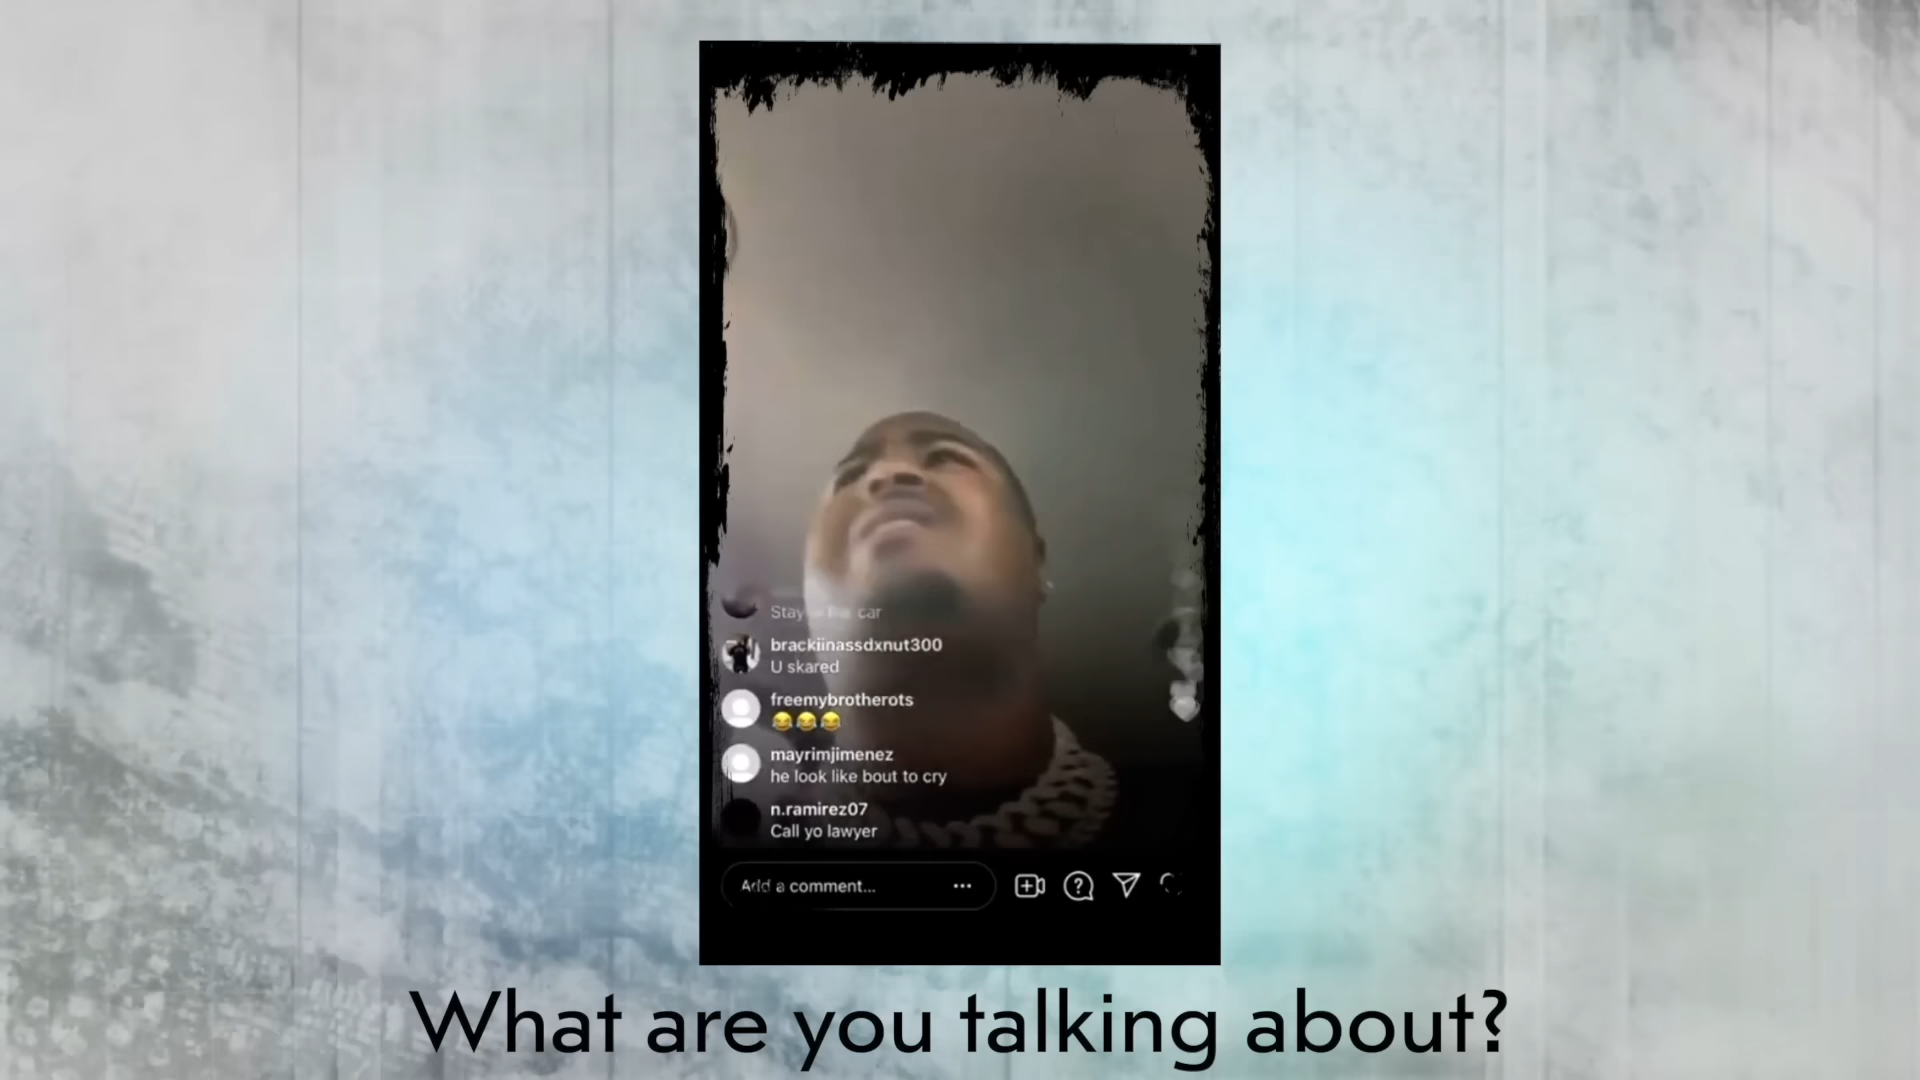 Stay car
brackiinassdxnut300
U skared
freemybrotherots
😂😂😂
mayrimjimenez
he look like bout to cry
n.ramirez07
Call yo lawyer
Add a comment...
What are you talking about?